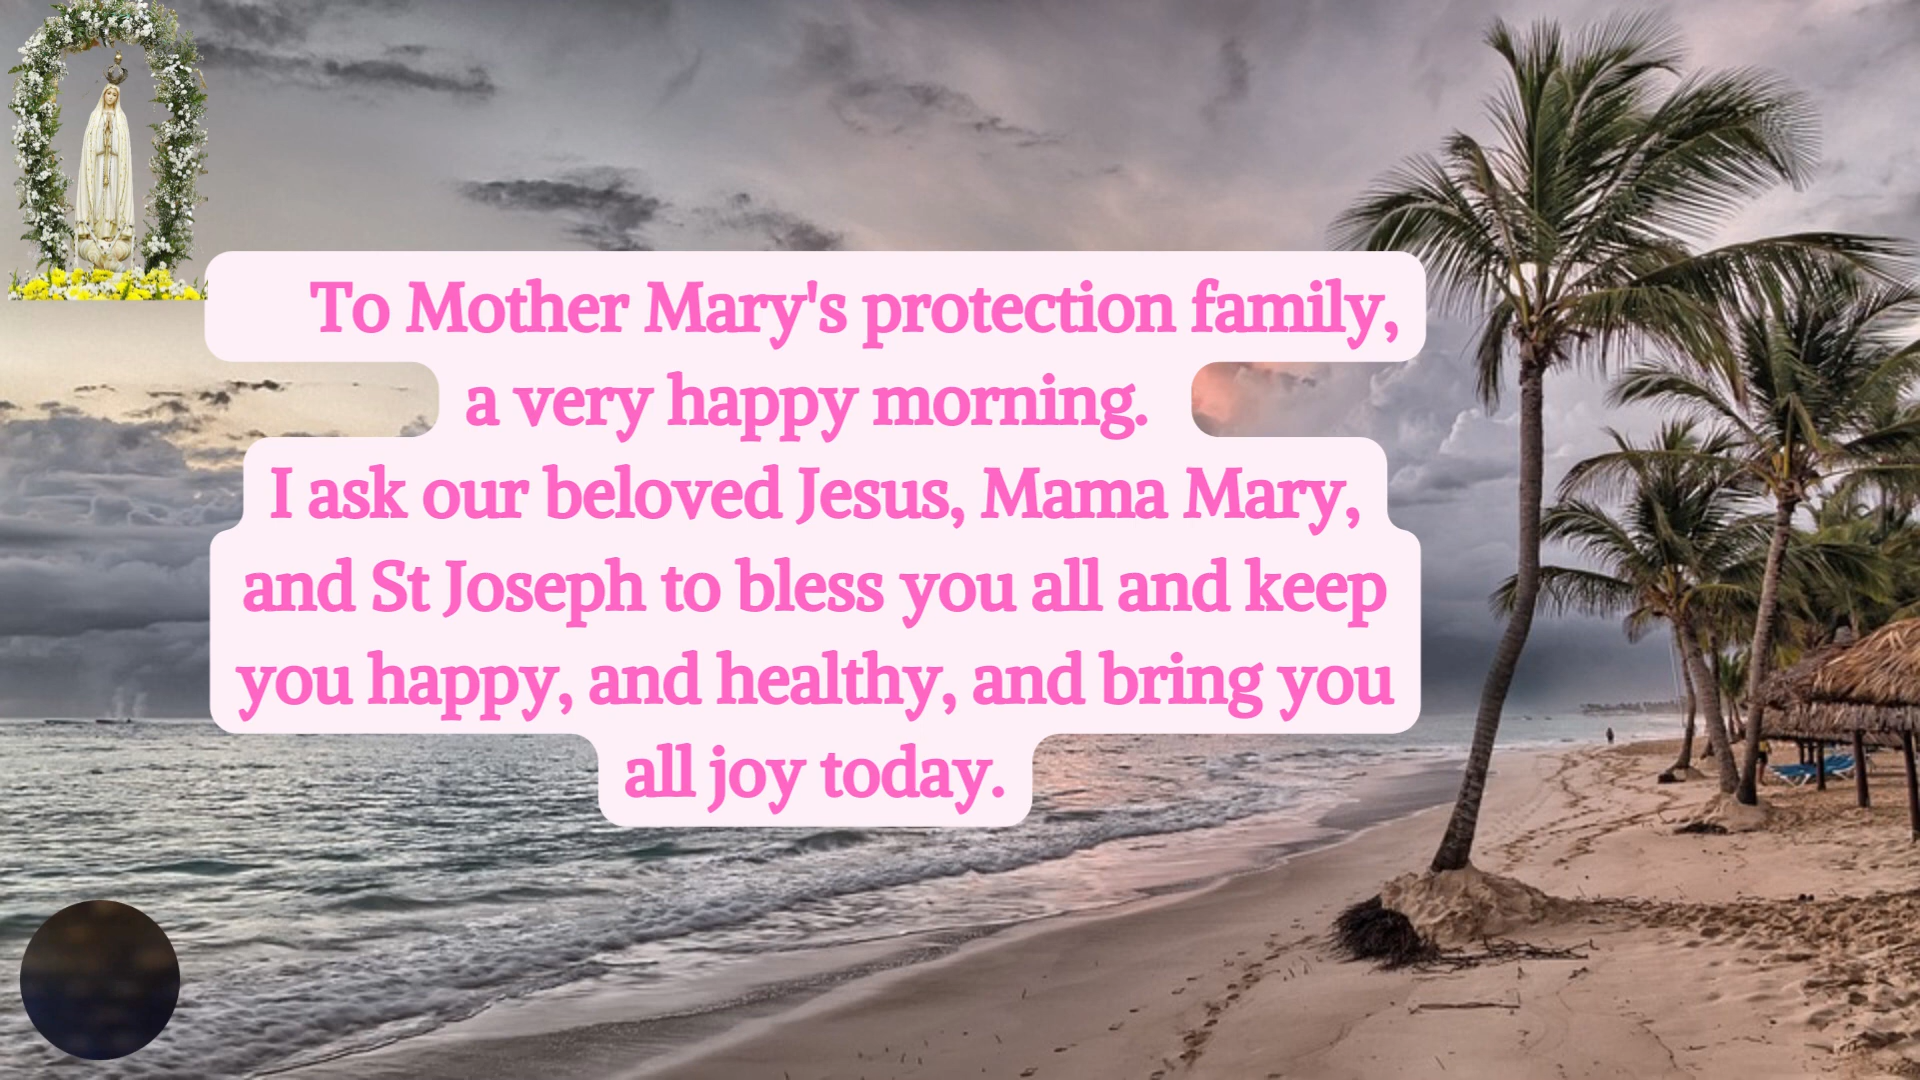 To Mother Mary's protection family,
a very happy morning.
I ask our beloved Jesus, Mama Mary,
and St Joseph to bless you all and keep
you happy, and healthy, and bring you
all joy today.